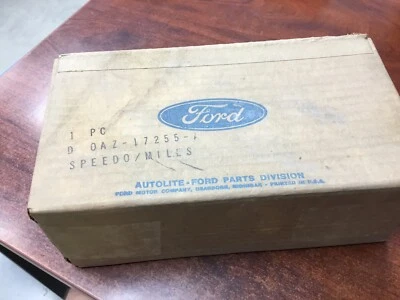 Ford
1 PC
D 0AZ-17255-A
SPEEDO/MILES
AUTOLITE-FORD PARTS DIVISION
FORD MOTOR COMPANY, DEARBORN, MICHIGAN - PRINTED IN U.S.A.